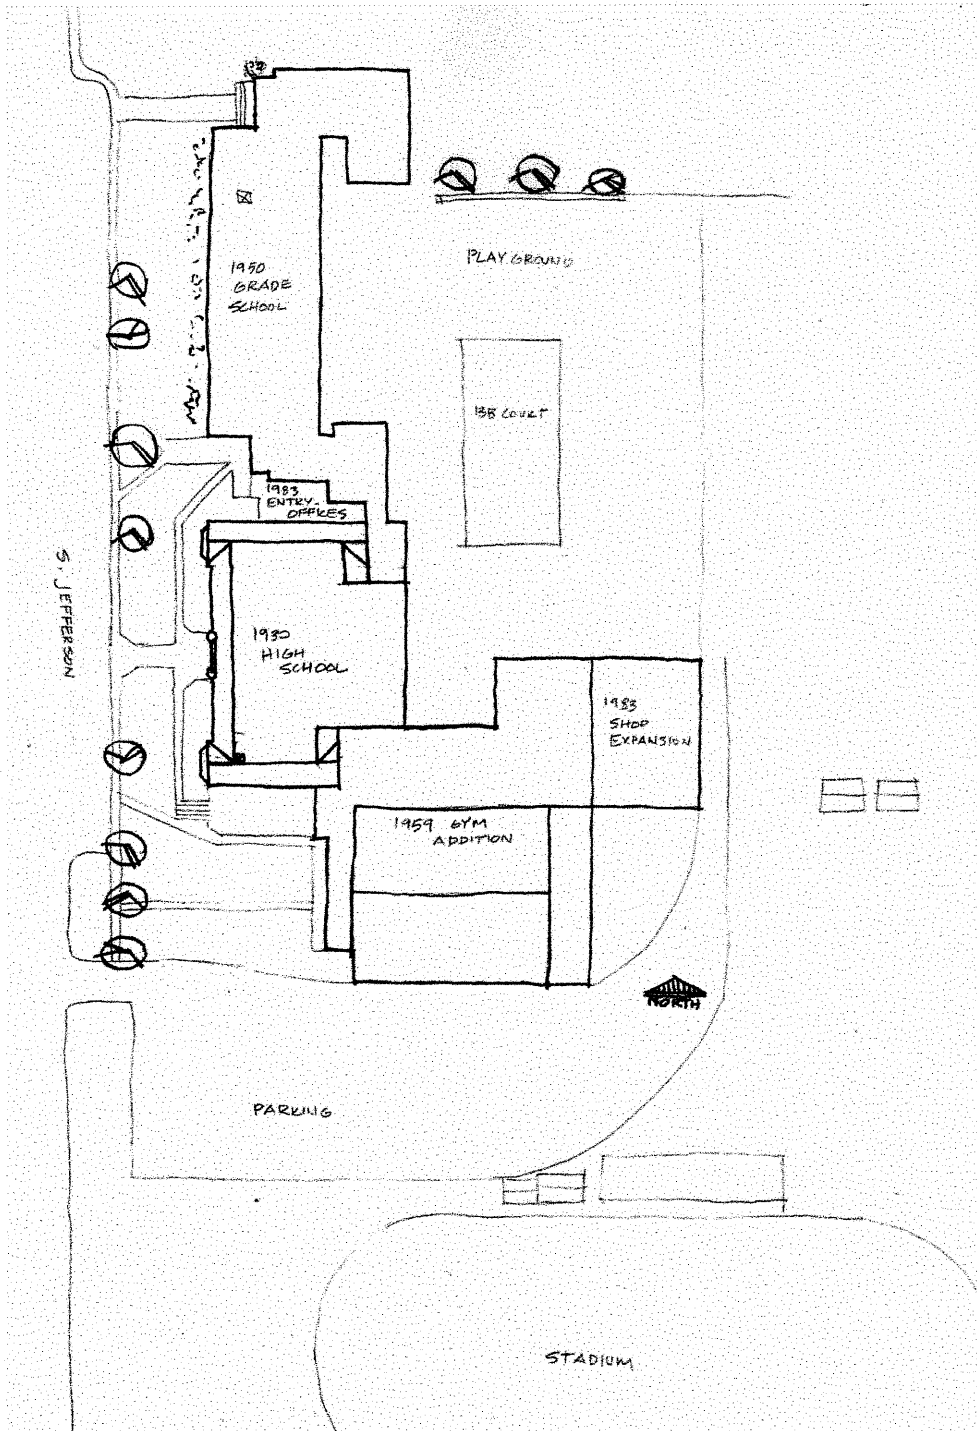 PLAYGROUND
1950
GRADE
SCHOOL
BB COURT
1983
ENTRY-
OFFICES
S. JEFFERSON
1930
HIGH
SCHOOL
1983
SHOP
EXPANSION
1959 GYM
ADDITION
NORTH
PARKING
STADIUM